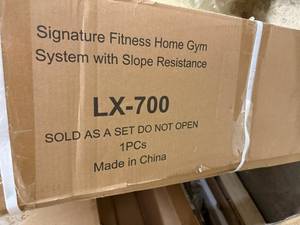 Signature Fitness Home Gym
System with Slope Resistance
LX-700
SOLD AS A SET DO NOT OPEN
1PCs
Made in China